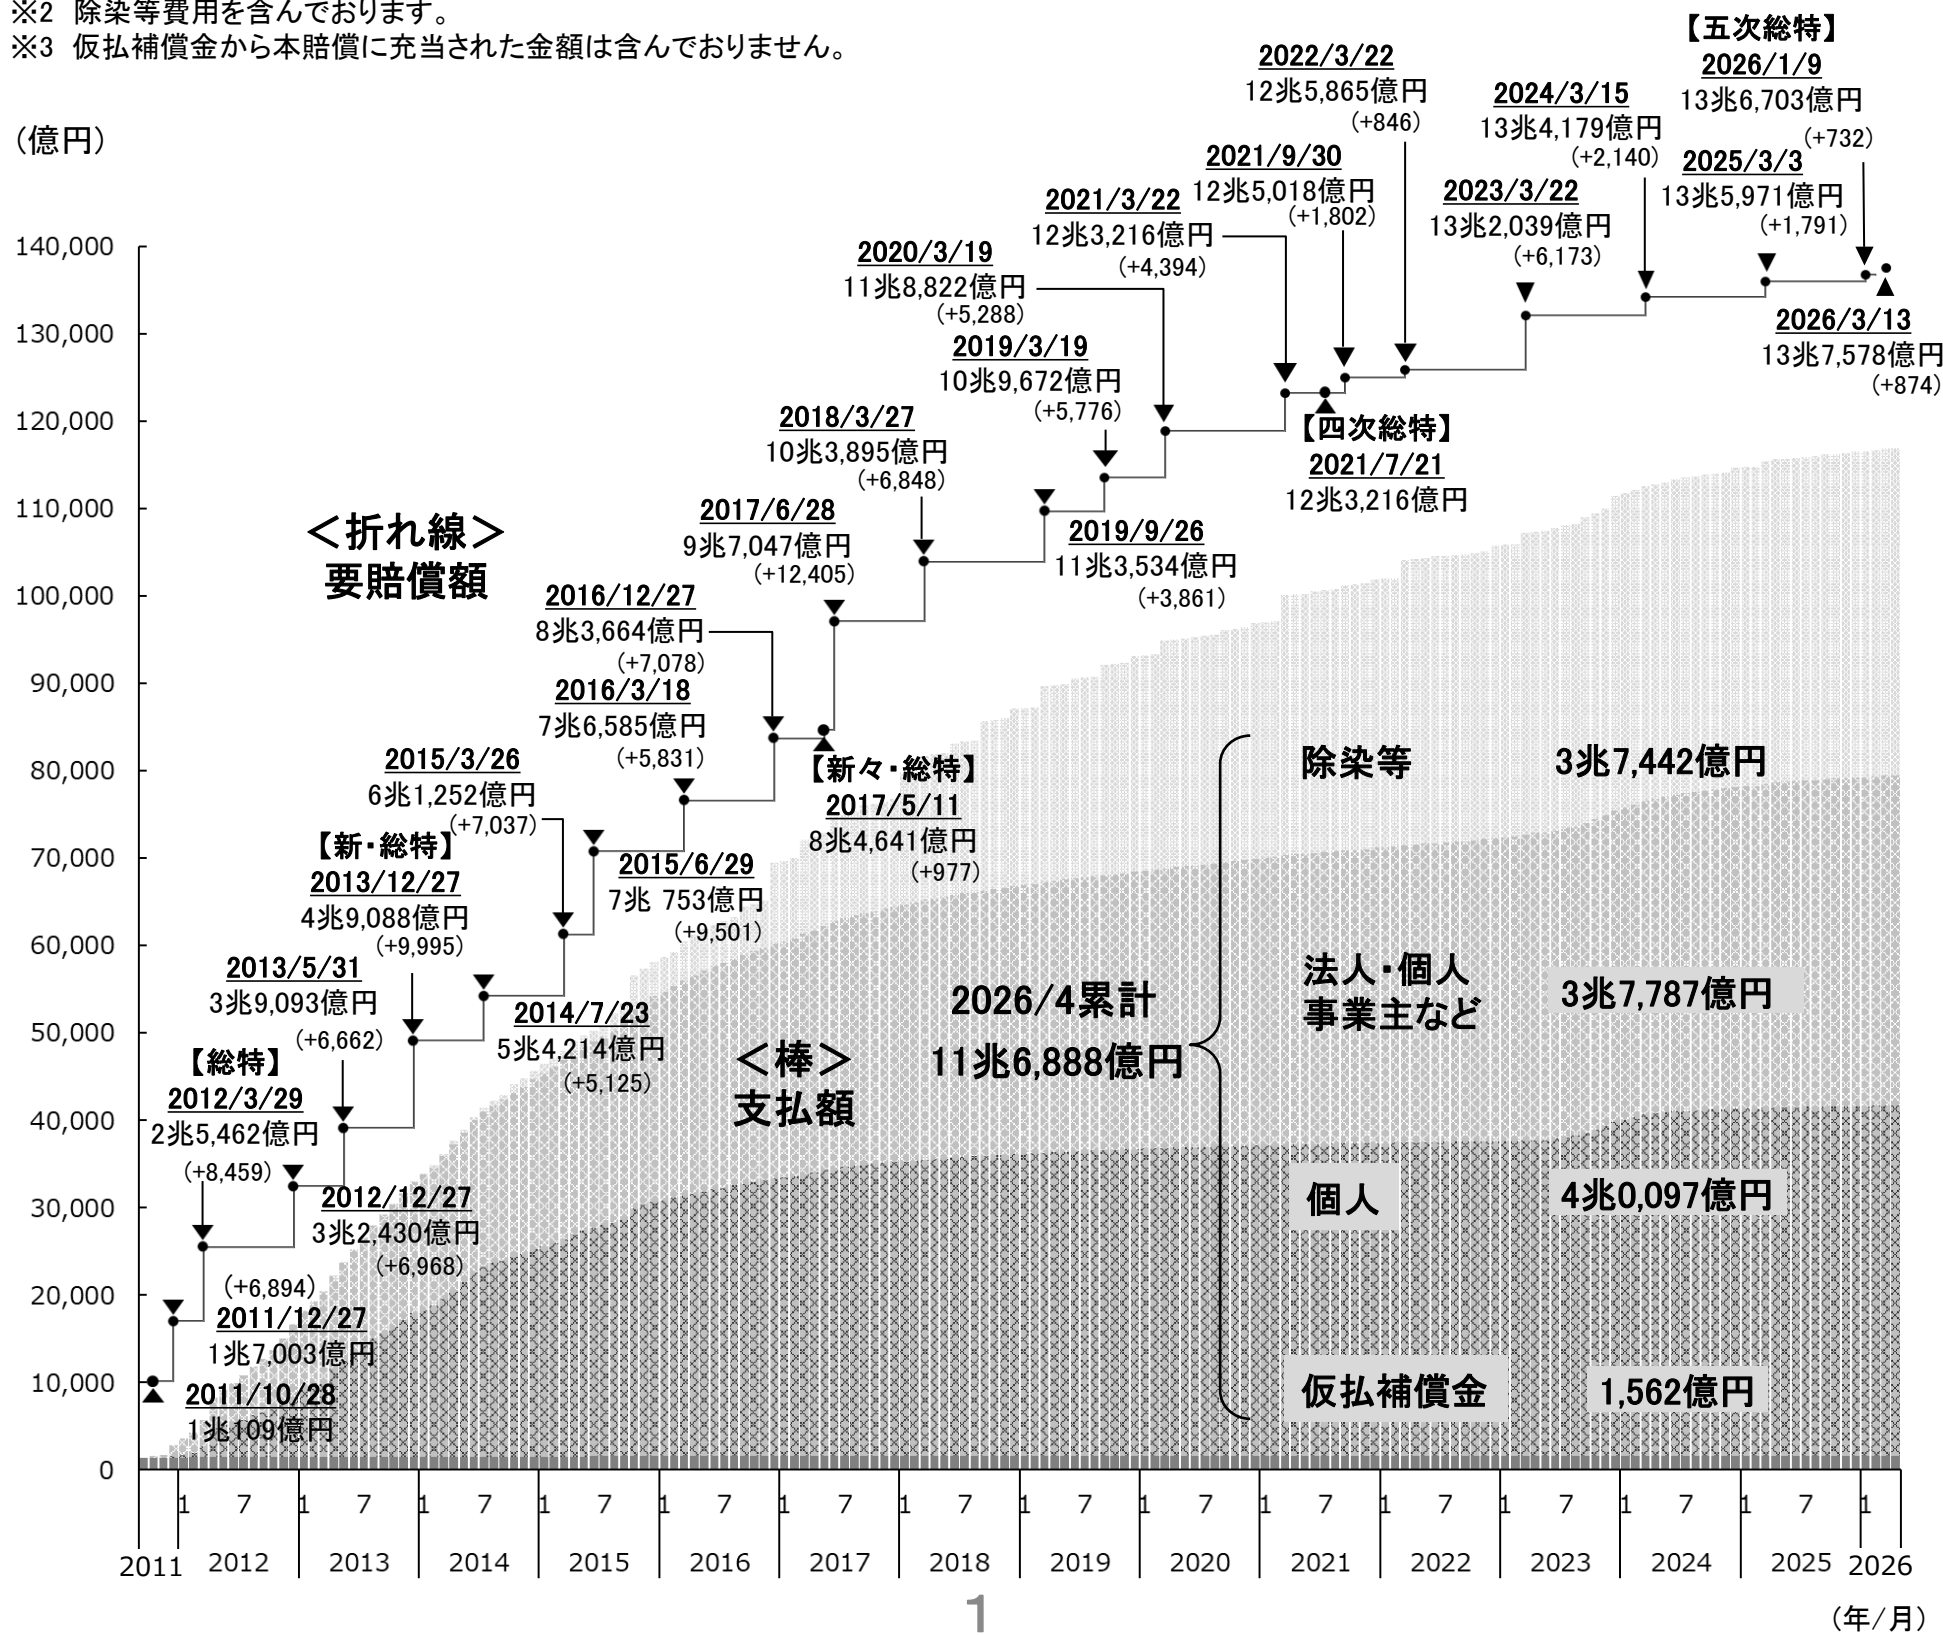 ※2 除染等費用を含んでおります。
※3 仮払補償金から本賠償に充当された金額は含んでおりません。
（億円）
【五次総特】
2026/1/9
13兆6,703億円
（+732）
2022/3/22
12兆5,865億円
（+846）
2024/3/15
13兆4,179億円
（+2,140）
2021/9/30
12兆5,018億円
（+1,802）
2025/3/3
13兆5,971億円
（+1,791）
2023/3/22
13兆2,039億円
（+6,173）
2021/3/22
12兆3,216億円
（+4,394）
2020/3/19
11兆8,822億円
（+5,288）
2026/3/13
13兆7,578億円
（+874）
2019/3/19
10兆9,672億円
（+5,776）
【四次総特】
2021/7/21
12兆3,216億円
2018/3/27
10兆3,895億円
（+6,848）
2019/9/26
11兆3,534億円
（+3,861）
2017/6/28
9兆7,047億円
（+12,405）
＜折れ線＞
要賠償額
2016/12/27
8兆3,664億円
（+7,078）
2016/3/18
7兆6,585億円
（+5,831）
【新々・総特】
2017/5/11
8兆4,641億円
（+977）
2015/3/26
6兆1,252億円
（+7,037）
2015/6/29
7兆 753億円
（+9,501）
【新・総特】
2013/12/27
4兆9,088億円
（+9,995）
2013/5/31
3兆9,093億円
（+6,662）
2014/7/23
5兆4,214億円
（+5,125）
【総特】
2012/3/29
2兆5,462億円
（+8,459）
2012/12/27
3兆2,430億円
（+6,968）
（+6,894）
2011/12/27
1兆7,003億円
2011/10/28
1兆109億円
＜棒＞
支払額
2026/4累計
11兆6,888億円
除染等 3兆7,442億円
法人・個人
事業主など 3兆7,787億円
個人 4兆0,097億円
仮払補償金 1,562億円
140,000
130,000
120,000
110,000
100,000
90,000
80,000
70,000
60,000
50,000
40,000
30,000
20,000
10,000
0
1 7 1 7 1 7 1 7 1 7 1 7 1 7 1 7 1 7 1 7 1 7 1 7 1 7 1 7 1
2011 2012 2013 2014 2015 2016 2017 2018 2019 2020 2021 2022 2023 2024 2025 2026
1
（年/月）